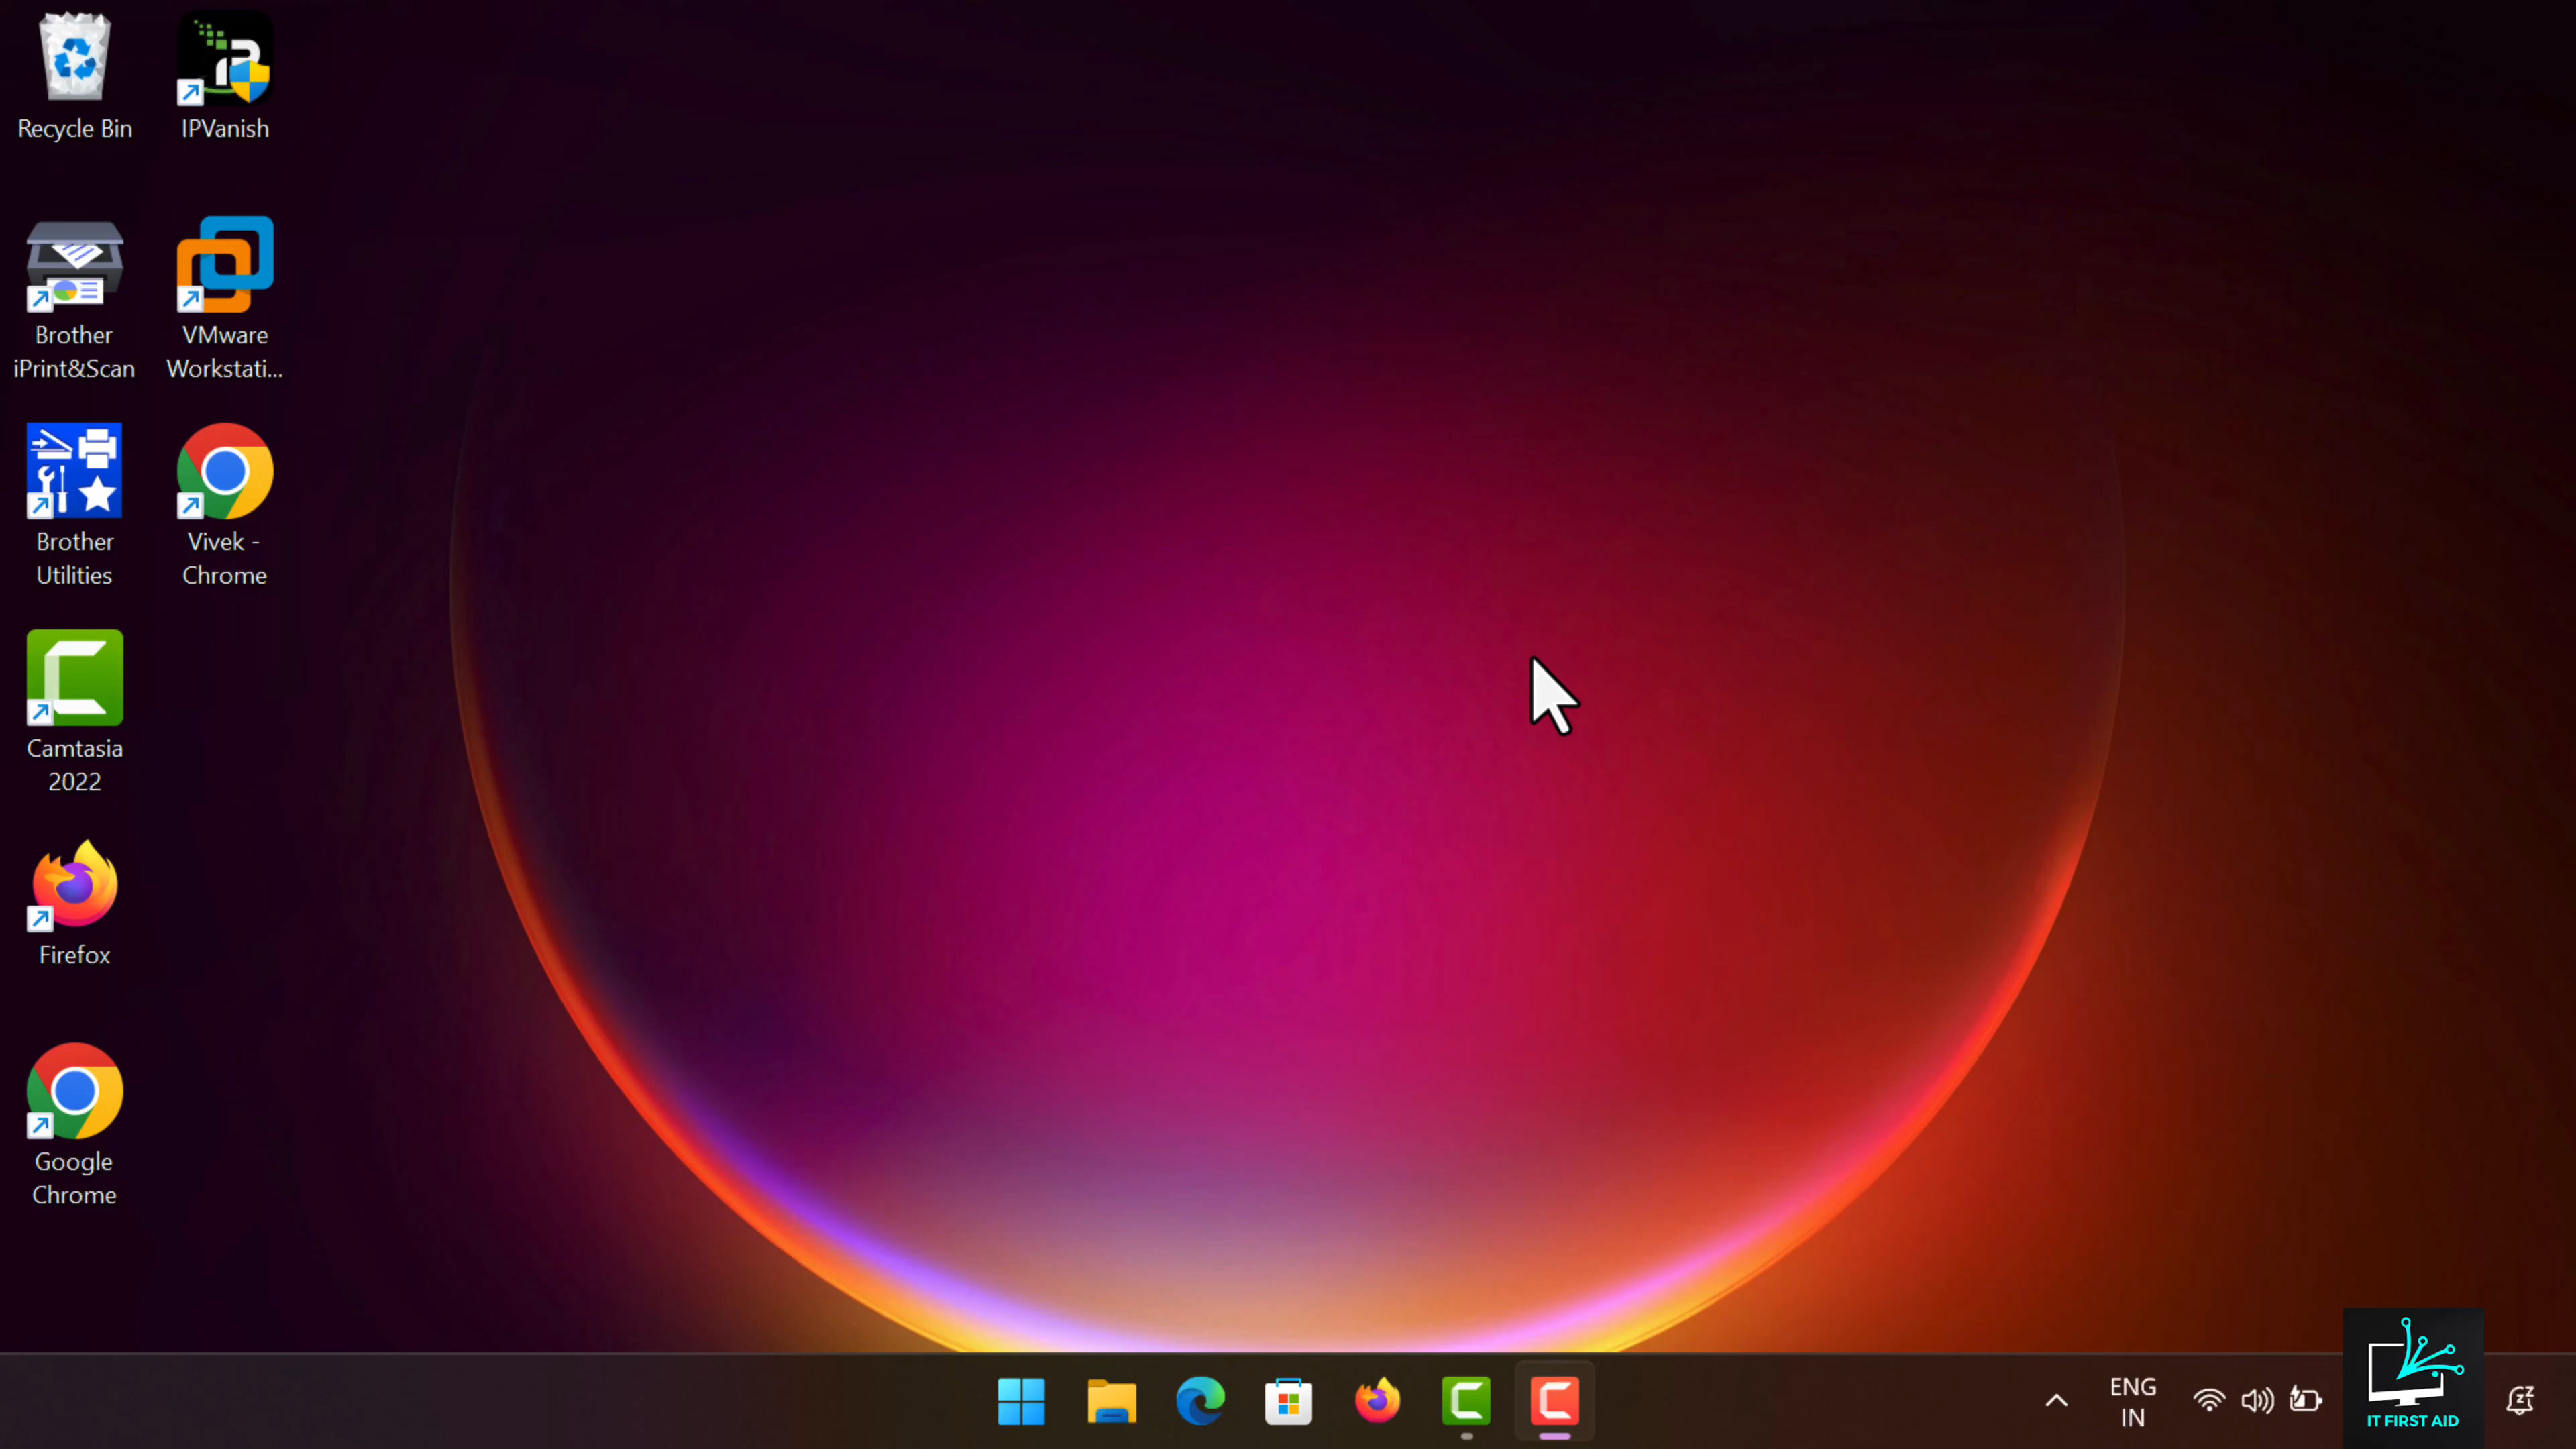 Recycle Bin
IPVanish
Brother
iPrint&Scan
VMware
Workstati...
Brother
Utilities
Vivek -
Chrome
Camtasia
2022
Firefox
Google
Chrome
ENG
IN
IT FIRST AID